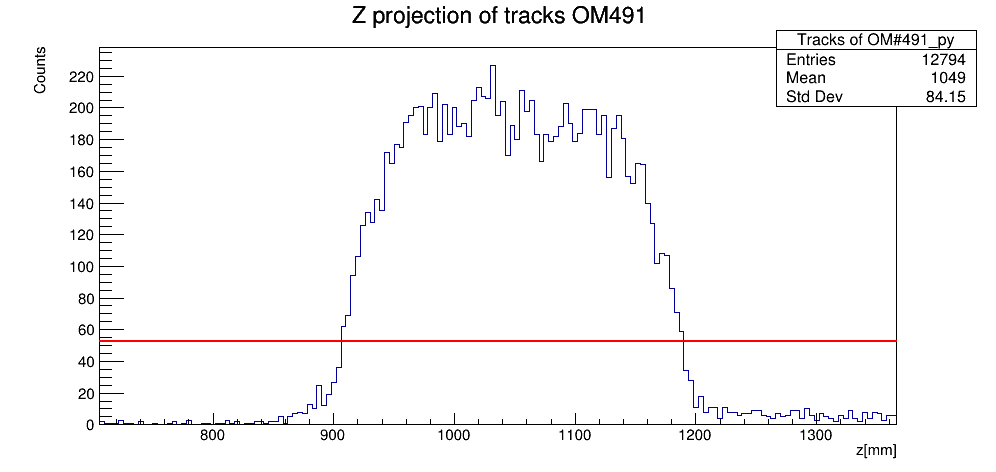 Z projection of tracks OM491
Tracks of OM#491_py
Entries 12794
Mean 1049
Std Dev 84.15
Counts
220
200
180
160
140
120
100
80
60
40
20
0
800 900 1000 1100 1200 1300
z[mm]